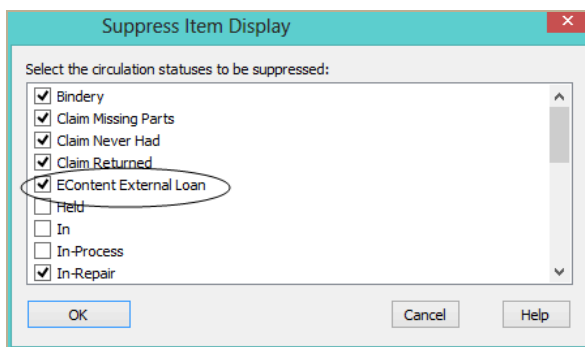 Suppress Item Display
Select the circulation statuses to be suppressed:
Bindery
Claim Missing Parts
Claim Never Had
Claim Returned
EContent External Loan
Held
In
In-Process
In-Repair
OK Cancel Help